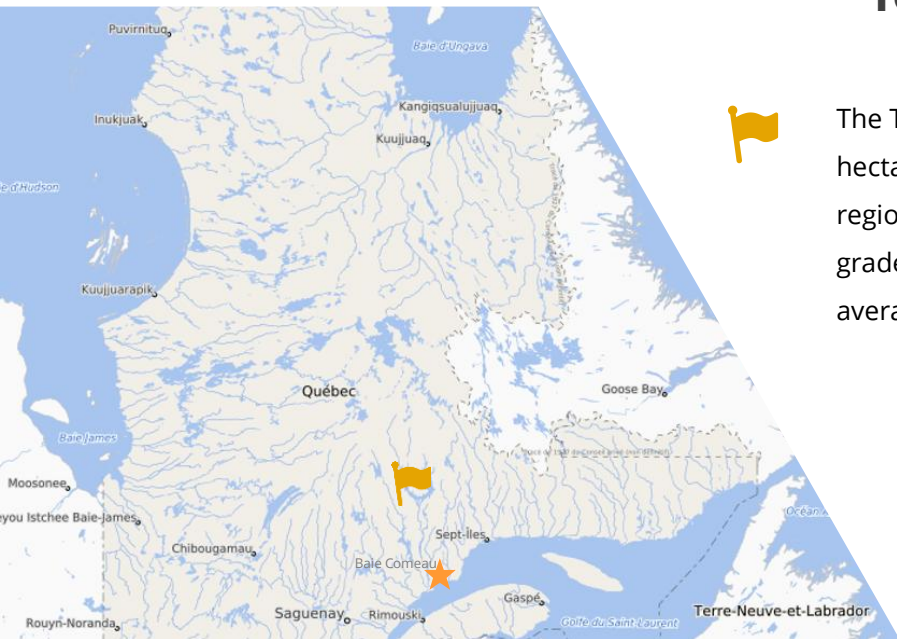 Puvirnituq
Baie d'Ungava
Kangiqsualujjuaq
Inukjuak
Kuujjuaq
The T
hecta
regio
grade
avera
ie d'Hudson
Kuujjuarapik
Québec
Goose Bay
Baie James
Moosonee
eyou Istchee Baie-James
Océan A
Sept-Îles
Chibougamau
Baie Comeau
Gaspé
Saguenay
Rimouski
Terre-Neuve-et-Labrador
Rouyn-Noranda
Golfe du Saint-Laurent